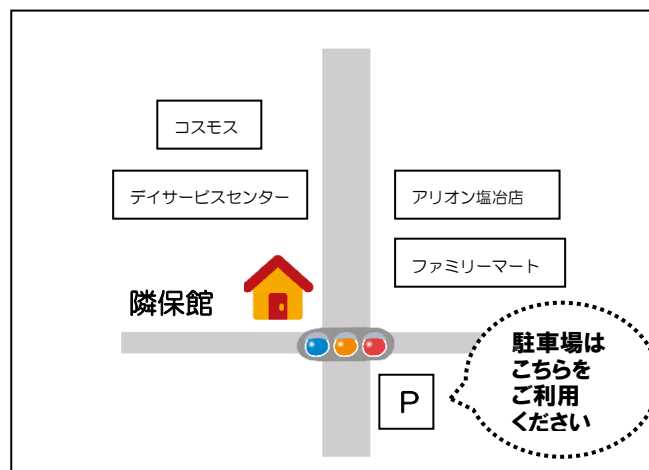 コスモス
デイサービスセンター
アリオン塩冶店
ファミリーマート
隣保館
駐車場は
こちらを
ご利用
ください
P